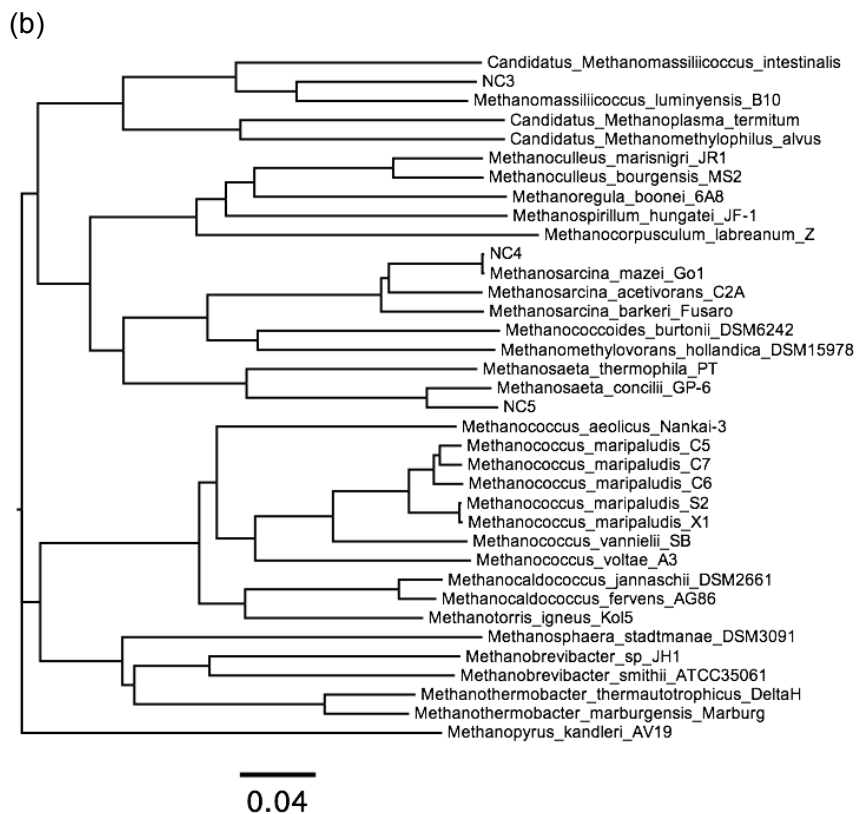 (b)
Candidatus_Methanomassiliicoccus_intestinalis
NC3
Methanomassiliicoccus_luminyensis_B10
Candidatus_Methanoplasma_termitum
Candidatus_Methanomethylophilus_alvus
Methanoculleus_marisnigri_JR1
Methanoculleus_bourgensis_MS2
Methanoregula_boonei_6A8
Methanospirillum_hungatei_JF-1
Methanocorpusculum_labreanum_Z
NC4
Methanosarcina_mazei_Go1
Methanosarcina_acetivorans_C2A
Methanosarcina_barkeri_Fusaro
Methanococcoides_burtonii_DSM6242
Methanomethylovorans_hollandica_DSM15978
Methanosaeta_thermophila_PT
Methanosaeta_concilii_GP-6
NC5
Methanococcus_aeolicus_Nankai-3
Methanococcus_maripaludis_C5
Methanococcus_maripaludis_C7
Methanococcus_maripaludis_C6
Methanococcus_maripaludis_S2
Methanococcus_maripaludis_X1
Methanococcus_vannielii_SB
Methanococcus_voltae_A3
Methanocaldococcus_jannaschii_DSM2661
Methanocaldococcus_fervens_AG86
Methanotorris_igneus_Kol5
Methanosphaera_stadtmanae_DSM3091
Methanobrevibacter_sp_JH1
Methanobrevibacter_smithii_ATCC35061
Methanothermobacter_thermautotrophicus_DeltaH
Methanothermobacter_marburgensis_Marburg
Methanopyrus_kandleri_AV19
0.04